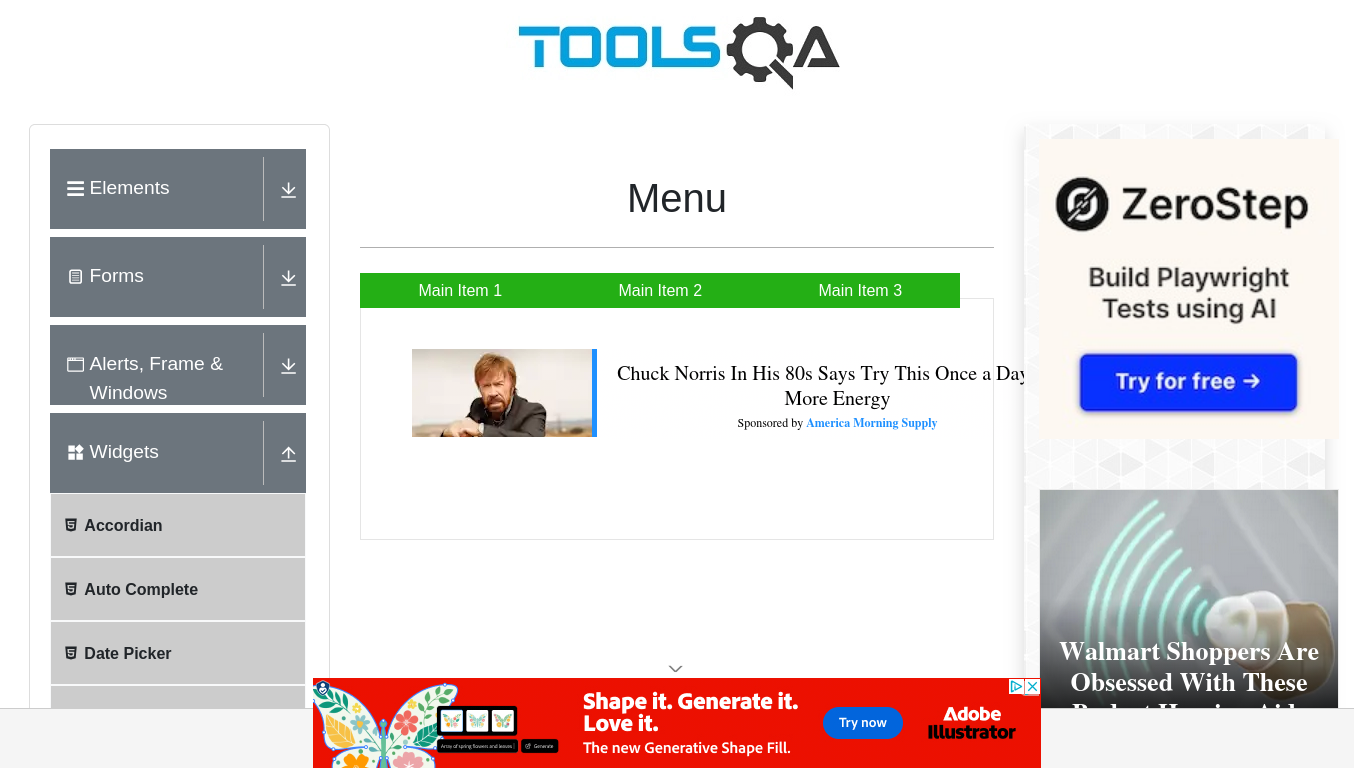 TOOLSQA
Elements
Forms
Alerts, Frame &
Windows
Widgets
Accordian
Auto Complete
Date Picker
Menu
Main Item 1
Main Item 2
Main Item 3
Chuck Norris In His 80s Says Try This Once a Day
More Energy
Sponsored by America Morning Supply
ZeroStep
Build Playwright
Tests using AI
Try for free →
Walmart Shoppers Are
Obsessed With These
Shape it. Generate it.
Love it.
The new Generative Shape Fill.
Array of spring flowers and leaves
Generate
Try now
Adobe
Illustrator